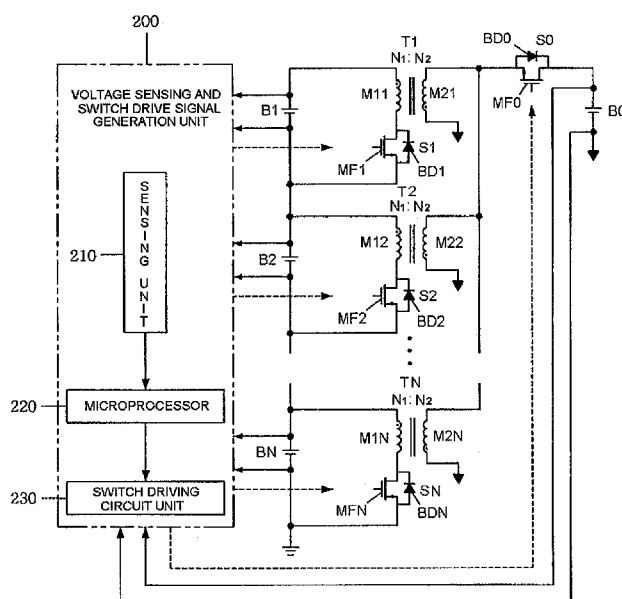 200
VOLTAGE SENSING AND
SWITCH DRIVE SIGNAL
GENERATION UNIT
SENSING UNIT
210
220
MICROPROCESSOR
230
SWITCH DRIVING
CIRCUIT UNIT
T1
N1:N2
B1
M11
M21
S1
MF1
BD1
BD0
S0
MF0
B0
T2
N1:N2
B2
M12
M22
S2
MF2
BD2
TN
N1:N2
BN
M1N
M2N
SN
MFN
BDN